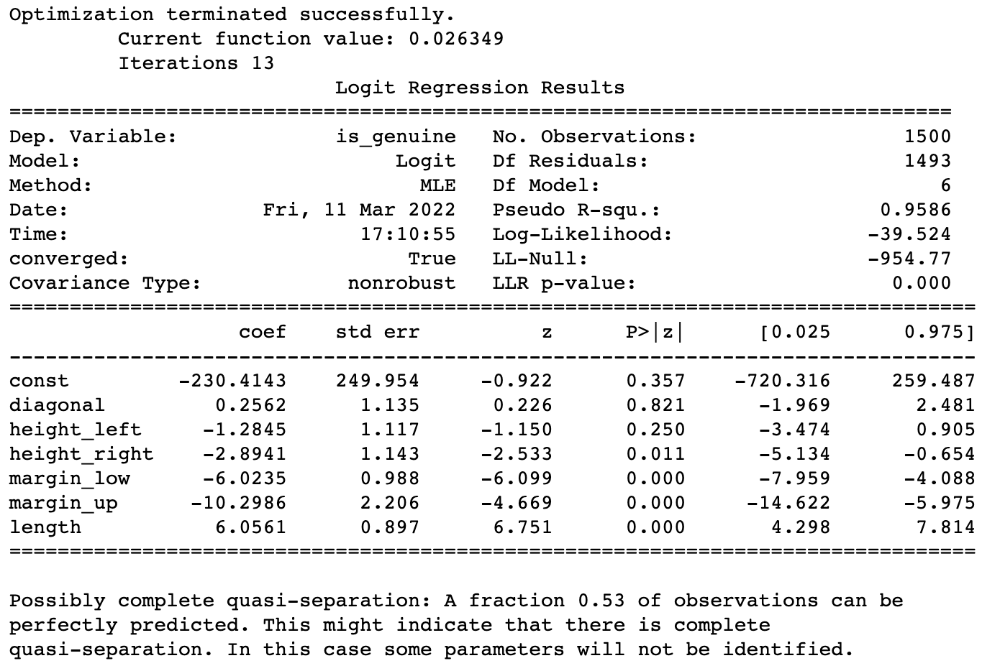 Optimization terminated successfully.
         Current function value: 0.026349
         Iterations 13
                           Logit Regression Results
==============================================================================
Dep. Variable:             is_genuine   No. Observations:                 1500
Model:                          Logit   Df Residuals:                     1493
Method:                           MLE   Df Model:                            6
Date:                Fri, 11 Mar 2022   Pseudo R-squ.:                  0.9586
Time:                        17:10:55   Log-Likelihood:                -39.524
converged:                       True   LL-Null:                       -954.77
Covariance Type:            nonrobust   LLR p-value:                     0.000
================================================================================
                   coef    std err          z      P>|z|      [0.025      0.975]
--------------------------------------------------------------------------------
const         -230.4143    249.954     -0.922      0.357    -720.316     259.487
diagonal         0.2562      1.135      0.226      0.821      -1.969       2.481
height_left     -1.2845      1.117     -1.150      0.250      -3.474       0.905
height_right    -2.8941      1.143     -2.533      0.011      -5.134      -0.654
margin_low      -6.0235      0.988     -6.099      0.000      -7.959      -4.088
margin_up      -10.2986      2.206     -4.669      0.000     -14.622      -5.975
length           6.0561      0.897      6.751      0.000       4.298       7.814
================================================================================

Possibly complete quasi-separation: A fraction 0.53 of observations can be
perfectly predicted. This might indicate that there is complete
quasi-separation. In this case some parameters will not be identified.